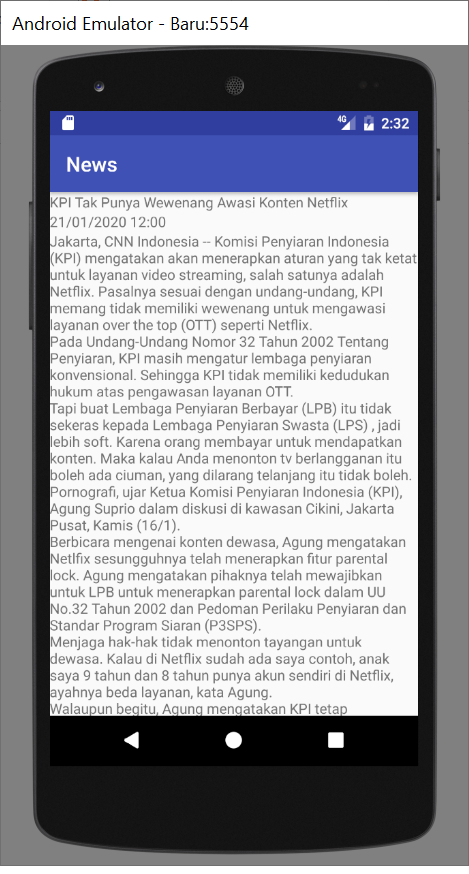 Android Emulator - Baru:5554
4G 2:32
News
KPI Tak Punya Wewenang Awasi Konten Netflix
21/01/2020 12:00
Jakarta, CNN Indonesia -- Komisi Penyiaran Indonesia
(KPI) mengatakan akan menerapkan aturan yang tak ketat
untuk layanan video streaming, salah satunya adalah
Netflix. Pasalnya sesuai dengan undang-undang, KPI
memang tidak memiliki wewenang untuk mengawasi
layanan over the top (OTT) seperti Netflix.
Pada Undang-Undang Nomor 32 Tahun 2002 Tentang
Penyiaran, KPI masih mengatur lembaga penyiaran
konvensional. Sehingga KPI tidak memiliki kedudukan
hukum atas pengawasan layanan OTT.
Tapi buat Lembaga Penyiaran Berbayar (LPB) itu tidak
sekeras kepada Lembaga Penyiaran Swasta (LPS) , jadi
lebih soft. Karena orang membayar untuk mendapatkan
konten. Maka kalau Anda menonton tv berlangganan itu
boleh ada ciuman, yang dilarang telanjang itu tidak boleh.
Pornografi, ujar Ketua Komisi Penyiaran Indonesia (KPI),
Agung Suprio dalam diskusi di kawasan Cikini, Jakarta
Pusat, Kamis (16/1).
Berbicara mengenai konten dewasa, Agung mengatakan
Netlfix sesungguhnya telah menerapkan fitur parental
lock. Agung mengatakan pihaknya telah mewajibkan
untuk LPB untuk menerapkan parental lock dalam UU
No.32 Tahun 2002 dan Pedoman Perilaku Penyiaran dan
Standar Program Siaran (P3SPS).
Menjaga hak-hak tidak menonton tayangan untuk
dewasa. Kalau di Netflix sudah ada saya contoh, anak
saya 9 tahun dan 8 tahun punya akun sendiri di Netflix,
ayahnya beda layanan, kata Agung.
Walaupun begitu, Agung mengatakan KPI tetap